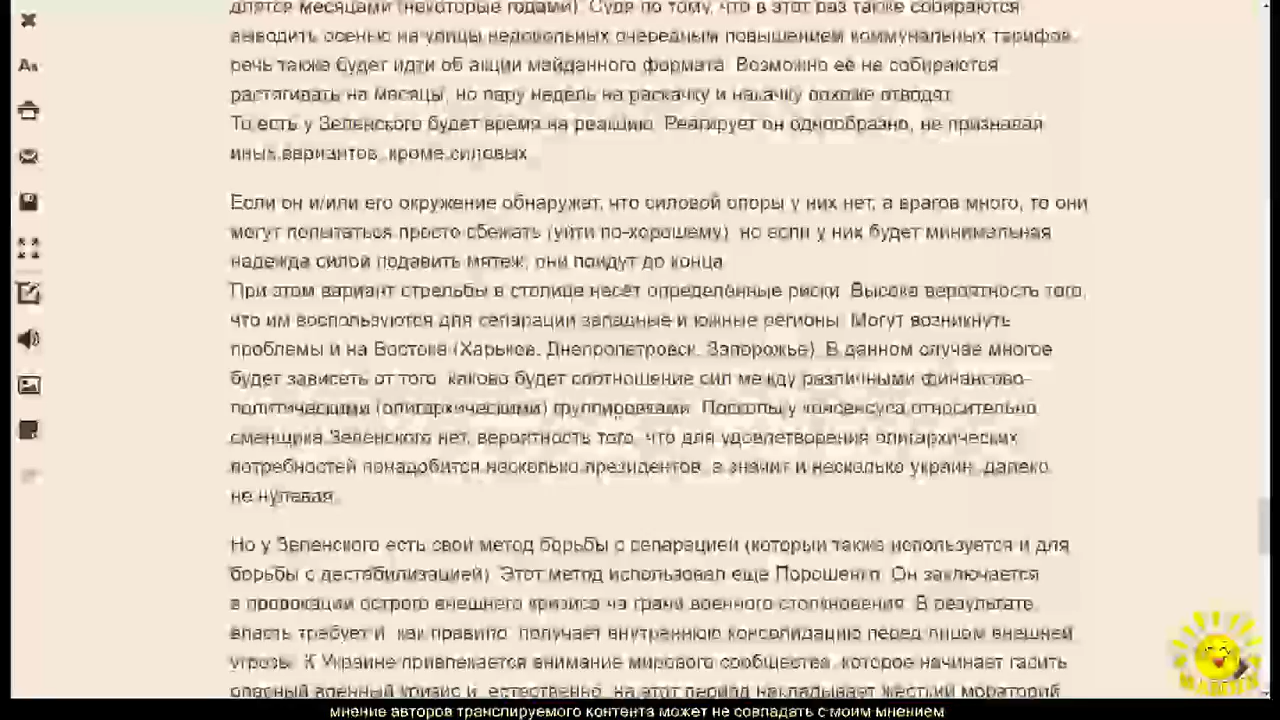 длятся месяцами (некоторые годами). Судя по тому, что в этот раз также собираются
выводить осенью на улицы недовольных очередным повышением коммунальных тарифов,
речь также будет идти об акции майданного формата. Возможно её не собираются
растягивать на месяцы, но пару недель на раскачку и накачку похоже отводят.
То есть у Зеленского будет время на реакцию. Реагирует он однообразно, не признавая
иных вариантов, кроме силовых.
Если он и/или его окружение обнаружат, что силовой опоры у них нет, а врагов много, то они
могут попытаться просто сбежать (уйти по-хорошему), но если у них будет минимальная
надежда силой подавить мятеж, они пойдут до конца.
При этом вариант стрельбы в столице несёт определённые риски. Высока вероятность того,
что им воспользуются для сепарации западные и южные регионы. Могут возникнуть
проблемы и на Востоке (Харьков, Днепропетровск, Запорожье). В данном случае многое
будет зависеть от того, каково будет соотношение сил между различными финансово-
политическими (олигархическими) группировками. Поскольку консенсуса относительно
сменщика Зеленского нет, вероятность того, что для удовлетворения олигархических
потребностей понадобится несколько президентов, а значит и несколько украин, далеко
не нулевая.
Но у Зеленского есть свой метод борьбы с сепарацией (который также используется и для
борьбы с дестабилизацией). Этот метод использовал ещё Порошенко. Он заключается
в провокации острого внешнего кризиса на грани военного столкновения. В результате,
власть требует и, как правило, получает внутреннюю консолидацию перед лицом внешней
угрозы. К Украине привлекается внимание мирового сообщества, которое начинает гасить
опасный военный кризис и, естественно, на этот период накладывает жёсткий мораторий
мнение авторов транслируемого контента может не совпадать с моим мнением